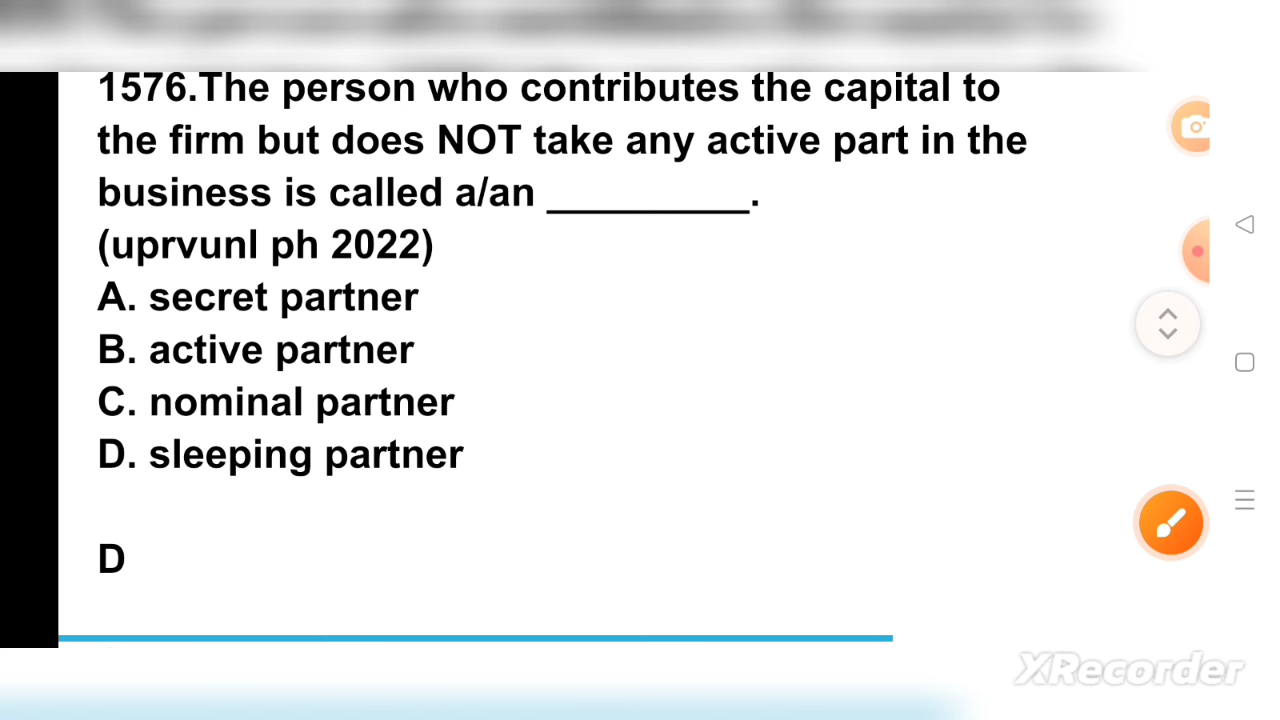 1576.The person who contributes the capital to
the firm but does NOT take any active part in the
business is called a/an _________.
(uprvunl ph 2022)
A. secret partner
B. active partner
C. nominal partner
D. sleeping partner
D
XRecorder